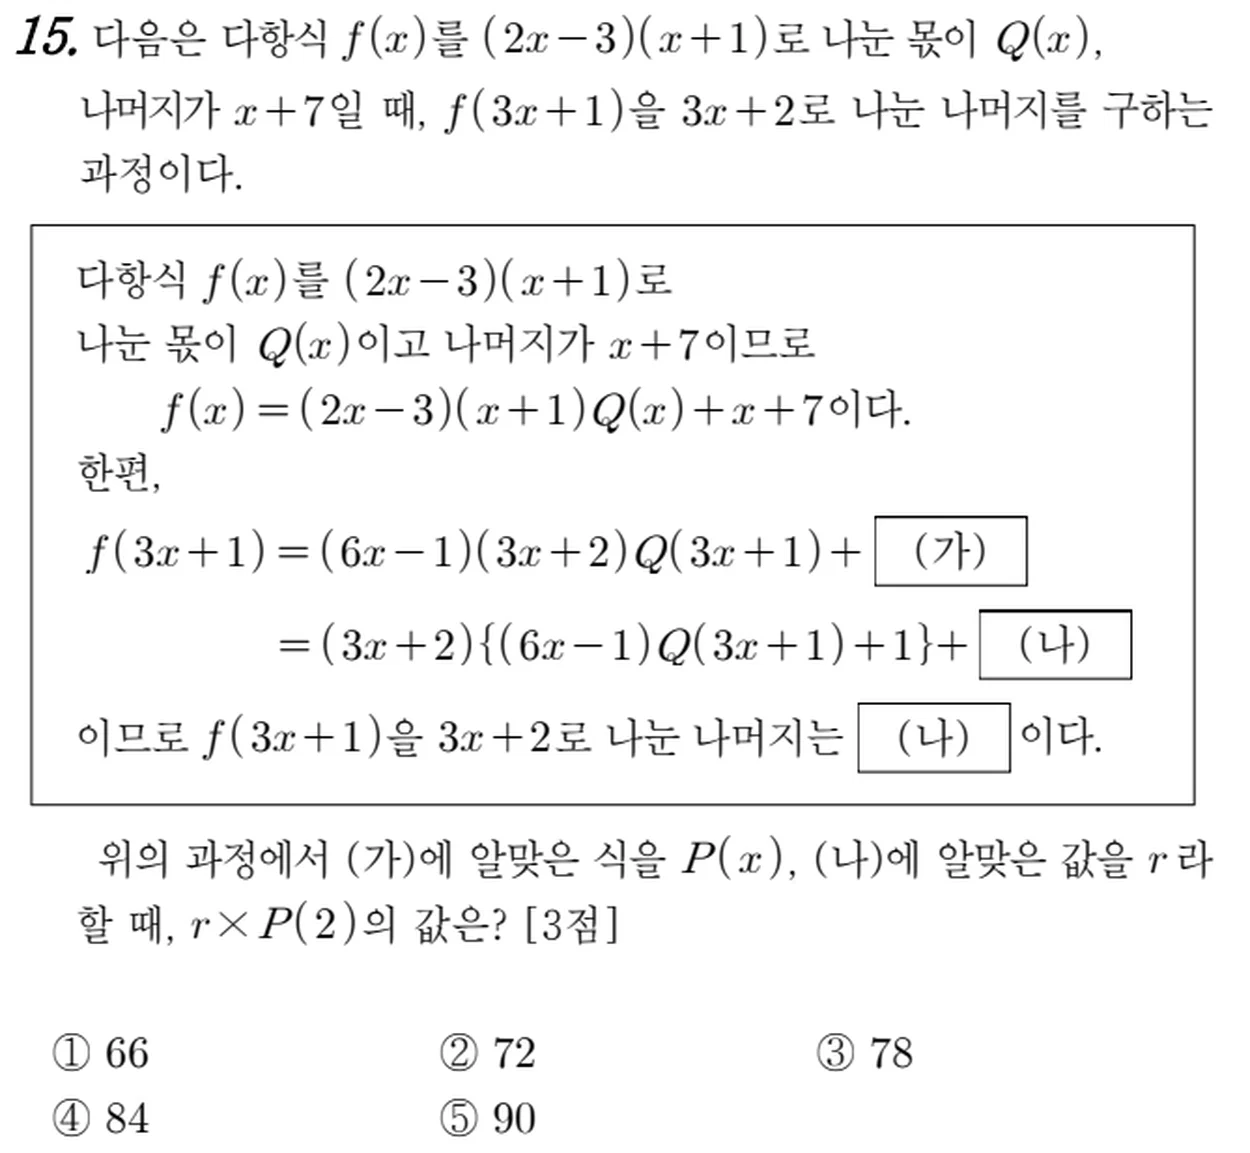 15. 다음은 다항식 f(x)를 (2x-3)(x+1)로 나눈 몫이 Q(x),
나머지가 x+7일 때, f(3x+1)을 3x+2로 나눈 나머지를 구하는
과정이다.
다항식 f(x)를 (2x-3)(x+1)로
나눈 몫이 Q(x)이고 나머지가 x+7이므로
f(x)=(2x-3)(x+1)Q(x)+x+7이다.
한편,
f(3x+1)=(6x-1)(3x+2)Q(3x+1)+ (가)
=(3x+2){(6x-1)Q(3x+1)+1}+ (나)
이므로 f(3x+1)을 3x+2로 나눈 나머지는 (나) 이다.
위의 과정에서 (가)에 알맞은 식을 P(x), (나)에 알맞은 값을 r라
할 때, r×P(2)의 값은? [3점]
① 66 ② 72 ③ 78
④ 84 ⑤ 90